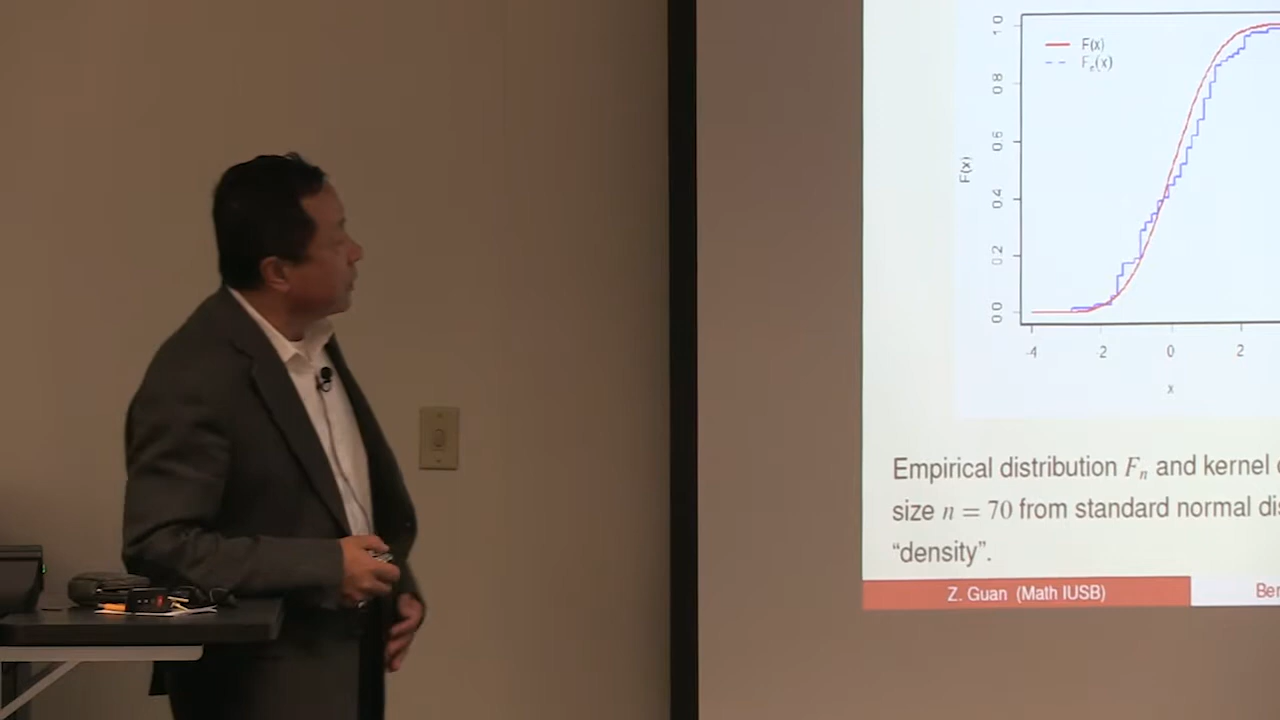 1.0
F(x)
Fn(x)
0.8
0.6
F(x)
0.4
0.2
0.0
-4 -2 0 2
x
Empirical distribution Fn and kernel
size n = 70 from standard normal
"density".
Z. Guan (Math IUSB)